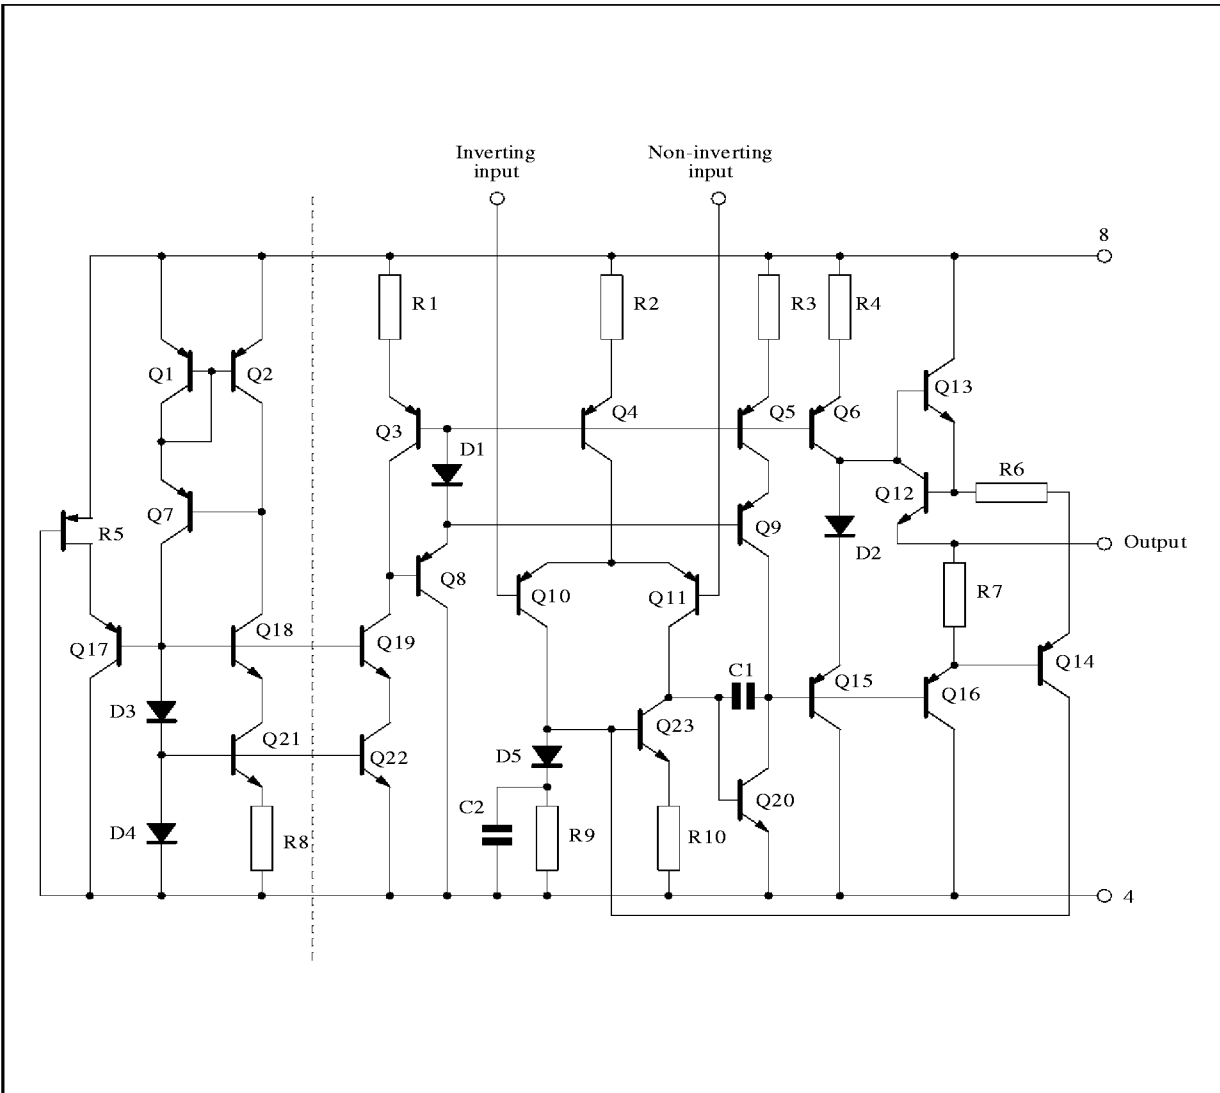 Inverting
input
Non-inverting
input
8
R1
R2
R3
R4
Q1
Q2
Q13
Q3
Q4
Q5
Q6
D1
R6
Q12
Q7
R5
Q9
D2
Output
Q8
Q10
Q11
R7
Q17
Q18
Q19
Q14
C1
Q15
Q16
D3
Q21
Q22
Q23
D5
C2
Q20
D4
R8
R9
R10
4